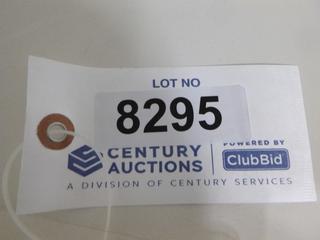 LOT NO
8295
CENTURY AUCTIONS
POWERED BY
ClubBid
A DIVISION OF CENTURY SERVICES